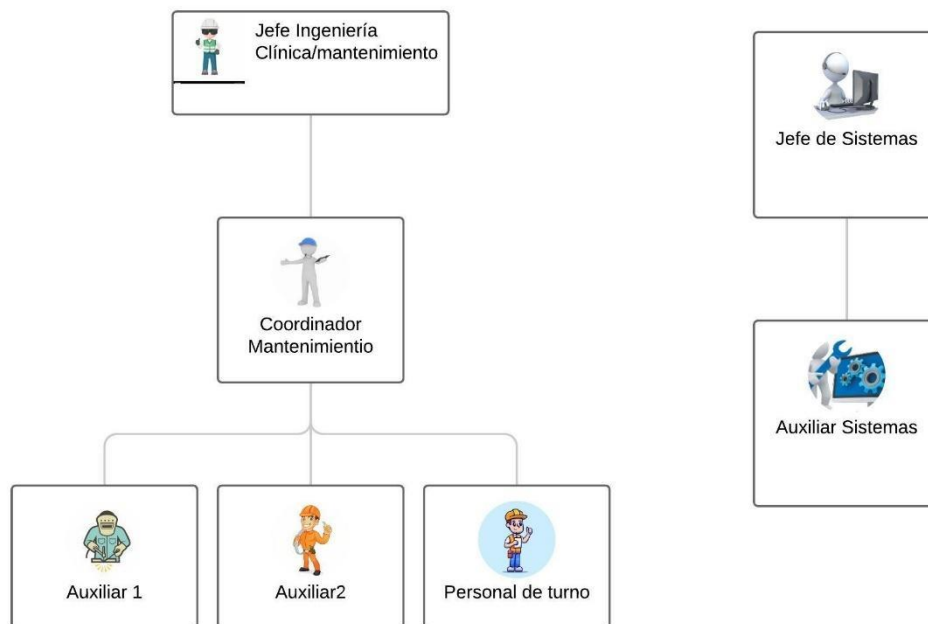 Jefe Ingeniería
Clínica/mantenimiento
Jefe de Sistemas
Coordinador
Mantenimientio
Auxiliar Sistemas
Auxiliar 1
Auxiliar2
Personal de turno